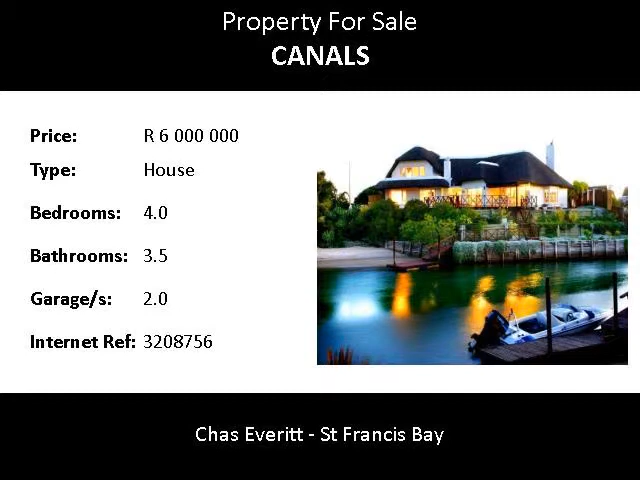 Property For Sale
CANALS
Price: R 6 000 000
Type: House
Bedrooms: 4.0
Bathrooms: 3.5
Garage/s: 2.0
Internet Ref: 3208756
Chas Everitt - St Francis Bay